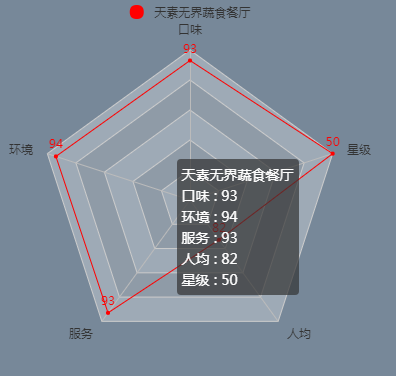 天素无界蔬食餐厅
口味
93
94
环境
50
星级
天素无界蔬食餐厅
口味 : 93
环境 : 94
82
服务 : 93
人均 : 82
星级 : 50
93
服务
人均